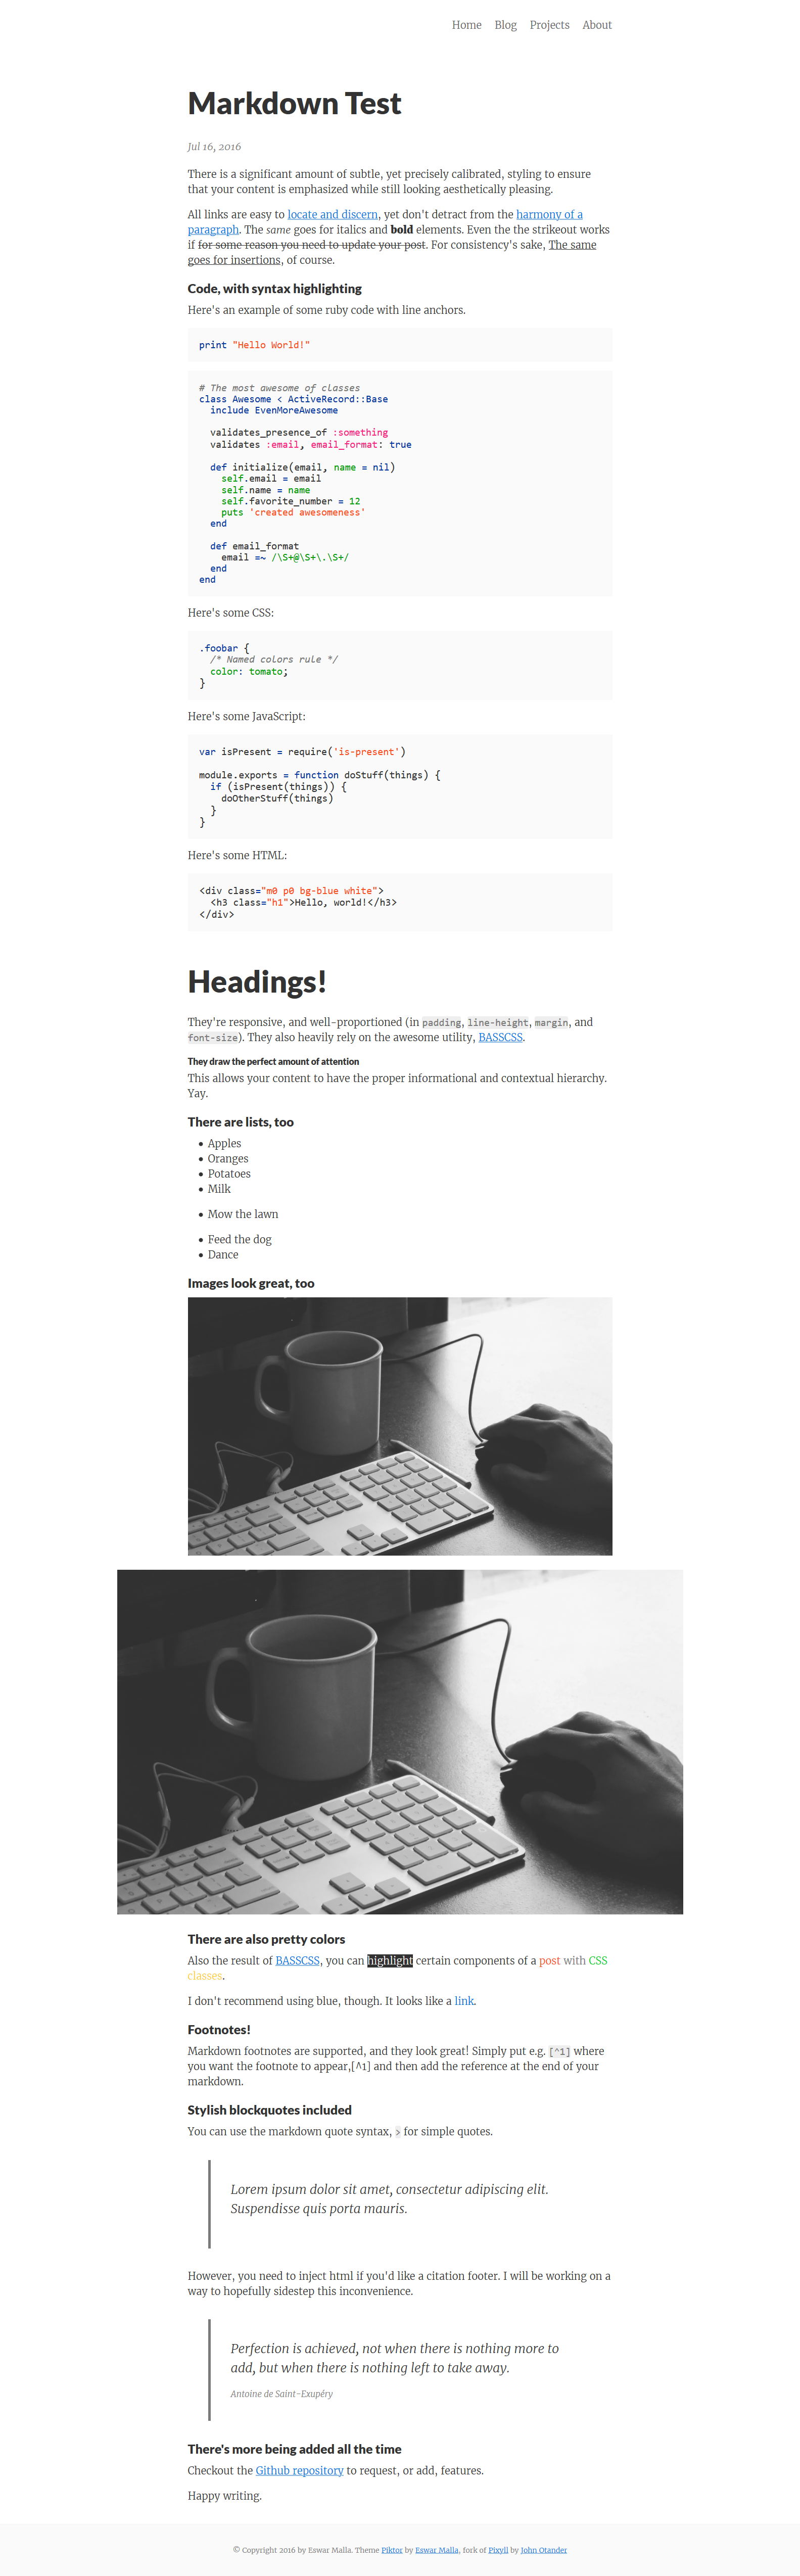 Home Blog Projects About
Markdown Test
Jul 16, 2016
There is a significant amount of subtle, yet precisely calibrated, styling to ensure
that your content is emphasized while still looking aesthetically pleasing.
All links are easy to locate and discern, yet don't detract from the harmony of a
paragraph. The same goes for italics and bold elements. Even the the strikeout works
if for some reason you need to update your post. For consistency's sake, The same
goes for insertions, of course.
Code, with syntax highlighting
Here's an example of some ruby code with line anchors.
print "Hello World!"
# The most awesome of classes
class Awesome < ActiveRecord::Base
  include EvenMoreAwesome
  validates_presence_of :something
  validates :email, email_format: true
  def initialize(email, name = nil)
    self.email = email
    self.name = name
    self.favorite_number = 12
    puts 'created awesomeness'
  end
  def email_format
    email =~ /\S+@\S+\.\S+/
  end
end
Here's some CSS:
.foobar {
  /* Named colors rule */
  color: tomato;
}
Here's some JavaScript:
var isPresent = require('is-present')
module.exports = function doStuff(things) {
  if (isPresent(things)) {
    doOtherStuff(things)
  }
}
Here's some HTML:
<div class="m0 p0 bg-blue white">
  <h3 class="h1">Hello, world!</h3>
</div>
Headings!
They're responsive, and well-proportioned (in padding, line-height, margin, and
font-size). They also heavily rely on the awesome utility, BASSCSS.
They draw the perfect amount of attention
This allows your content to have the proper informational and contextual hierarchy.
Yay.
There are lists, too
• Apples
• Oranges
• Potatoes
• Milk
• Mow the lawn
• Feed the dog
• Dance
Images look great, too
There are also pretty colors
Also the result of BASSCSS, you can highlight certain components of a post with CSS
classes.
I don't recommend using blue, though. It looks like a link.
Footnotes!
Markdown footnotes are supported, and they look great! Simply put e.g. [^1] where
you want the footnote to appear,[^1] and then add the reference at the end of your
markdown.
Stylish blockquotes included
You can use the markdown quote syntax, > for simple quotes.
Lorem ipsum dolor sit amet, consectetur adipiscing elit.
Suspendisse quis porta mauris.
However, you need to inject html if you'd like a citation footer. I will be working on a
way to hopefully sidestep this inconvenience.
Perfection is achieved, not when there is nothing more to
add, but when there is nothing left to take away.
Antoine de Saint-Exupéry
There's more being added all the time
Checkout the Github repository to request, or add, features.
Happy writing.
© Copyright 2016 by Eswar Malla. Theme Piktor by Eswar Malla, fork of Pixyll by John Otander